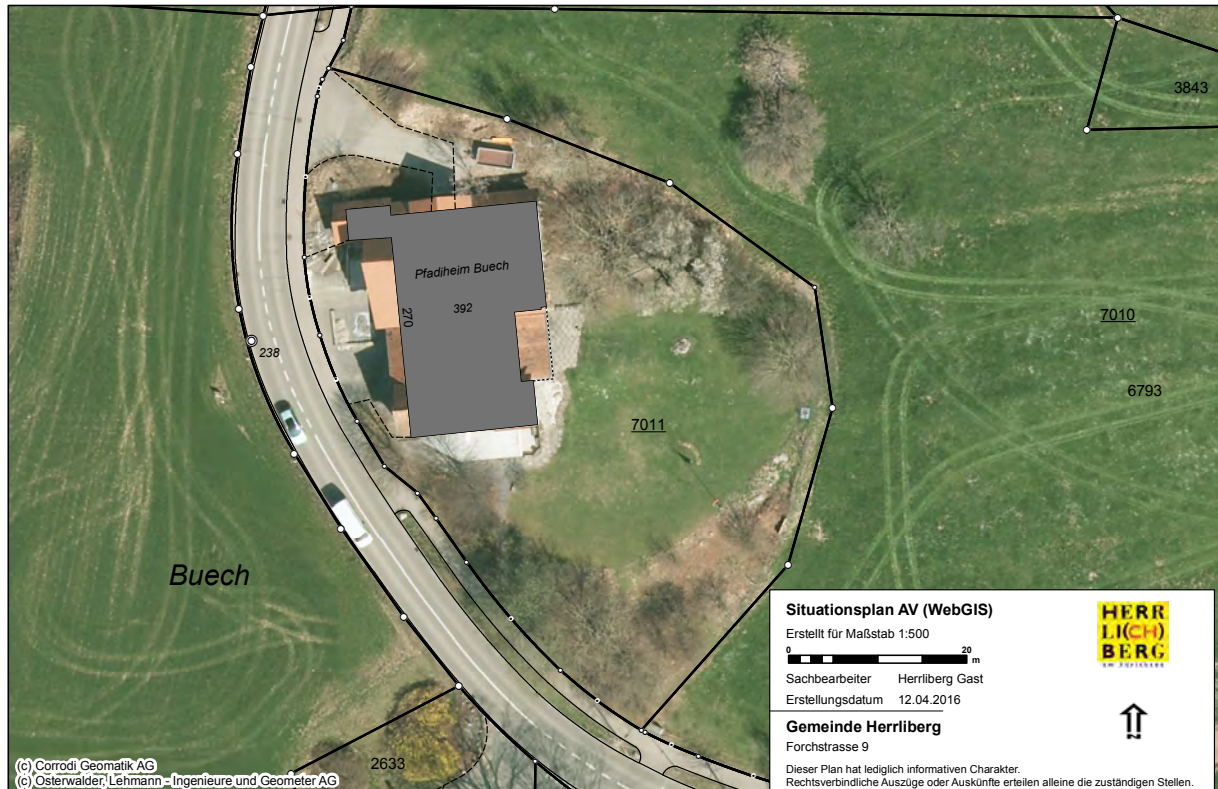 3843
Pfadiheim Buech
392
270
238
7010
6793
7011
Buech
2633
(c) Corrodi Geomatik AG
(c) Osterwalder, Lehmann - Ingenieure und Geometer AG
Situationsplan AV (WebGIS)
Erstellt für Maßstab 1:500
0 20 m
Sachbearbeiter Herrliberg Gast
Erstellungsdatum 12.04.2016
HERR
LI(CH)
BERG
am Zürichsee
Gemeinde Herrliberg
Forchstrasse 9
Dieser Plan hat lediglich informativen Charakter.
Rechtsverbindliche Auszüge oder Auskünfte erteilen alleine die zuständigen Stellen.